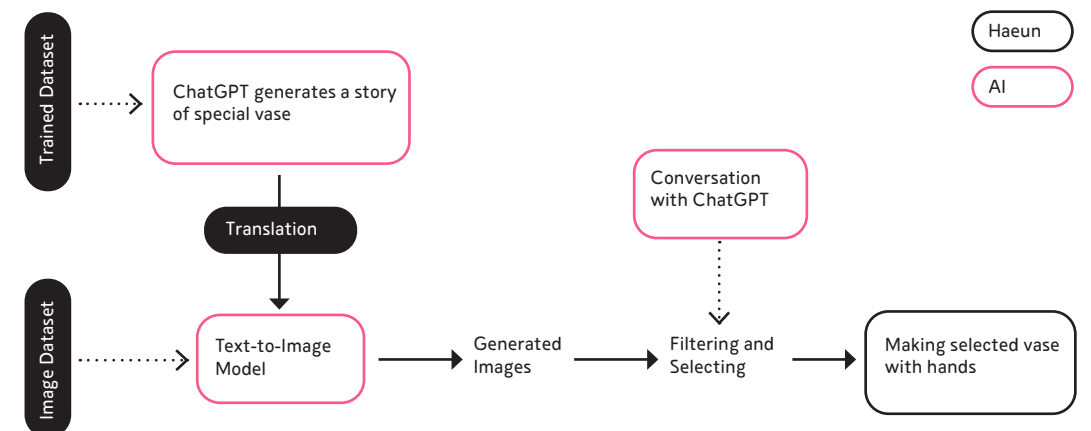 Trained Dataset
ChatGPT generates a story
of special vase
Haeun
AI
Translation
Conversation
with ChatGPT
Image Dataset
Text-to-Image
Model
Generated
Images
Filtering and
Selecting
Making selected vase
with hands